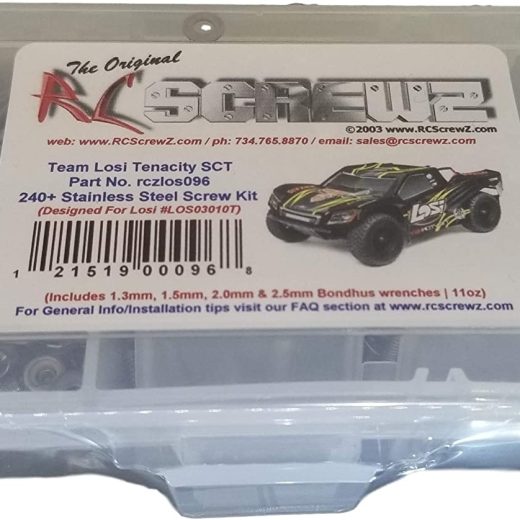 The Original
RC SCREWZ
©2003 www.RCScrewZ.com
web: www.RCScrewZ.com / ph: 734.765.8870 / email: sales@rcscrewz.com
Team Losi Tenacity SCT
Part No. rczlos096
240+ Stainless Steel Screw Kit
(Designed For Losi #LOS03010T)
LOSI
1 21519 00096 8
(Includes 1.3mm, 1.5mm, 2.0mm & 2.5mm Bondhus wrenches | 11oz)
For General Info/Installation tips visit our FAQ section at www.rcscrewz.com